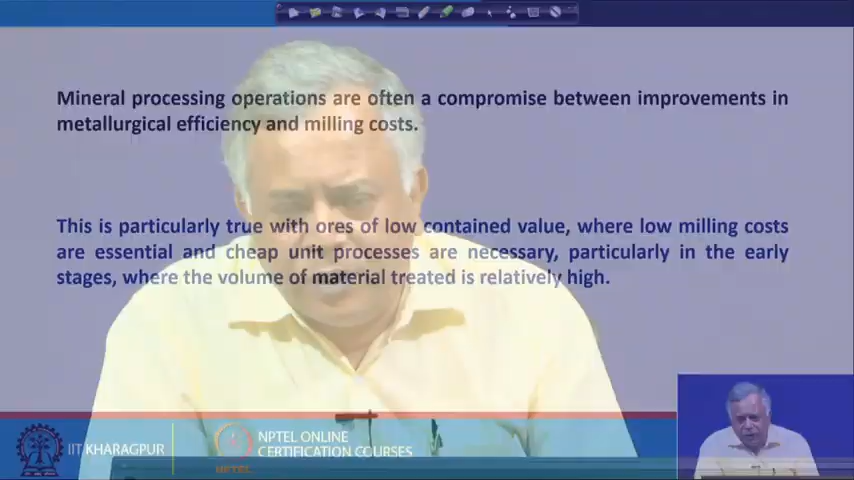 Mineral processing operations are often a compromise between improvements in
metallurgical efficiency and milling costs.
This is particularly true with ores of low contained value, where low milling costs
are essential and cheap unit processes are necessary, particularly in the early
stages, where the volume of material treated is relatively high.
IIT KHARAGPUR
NPTEL ONLINE
CERTIFICATION COURSES
NPTEL